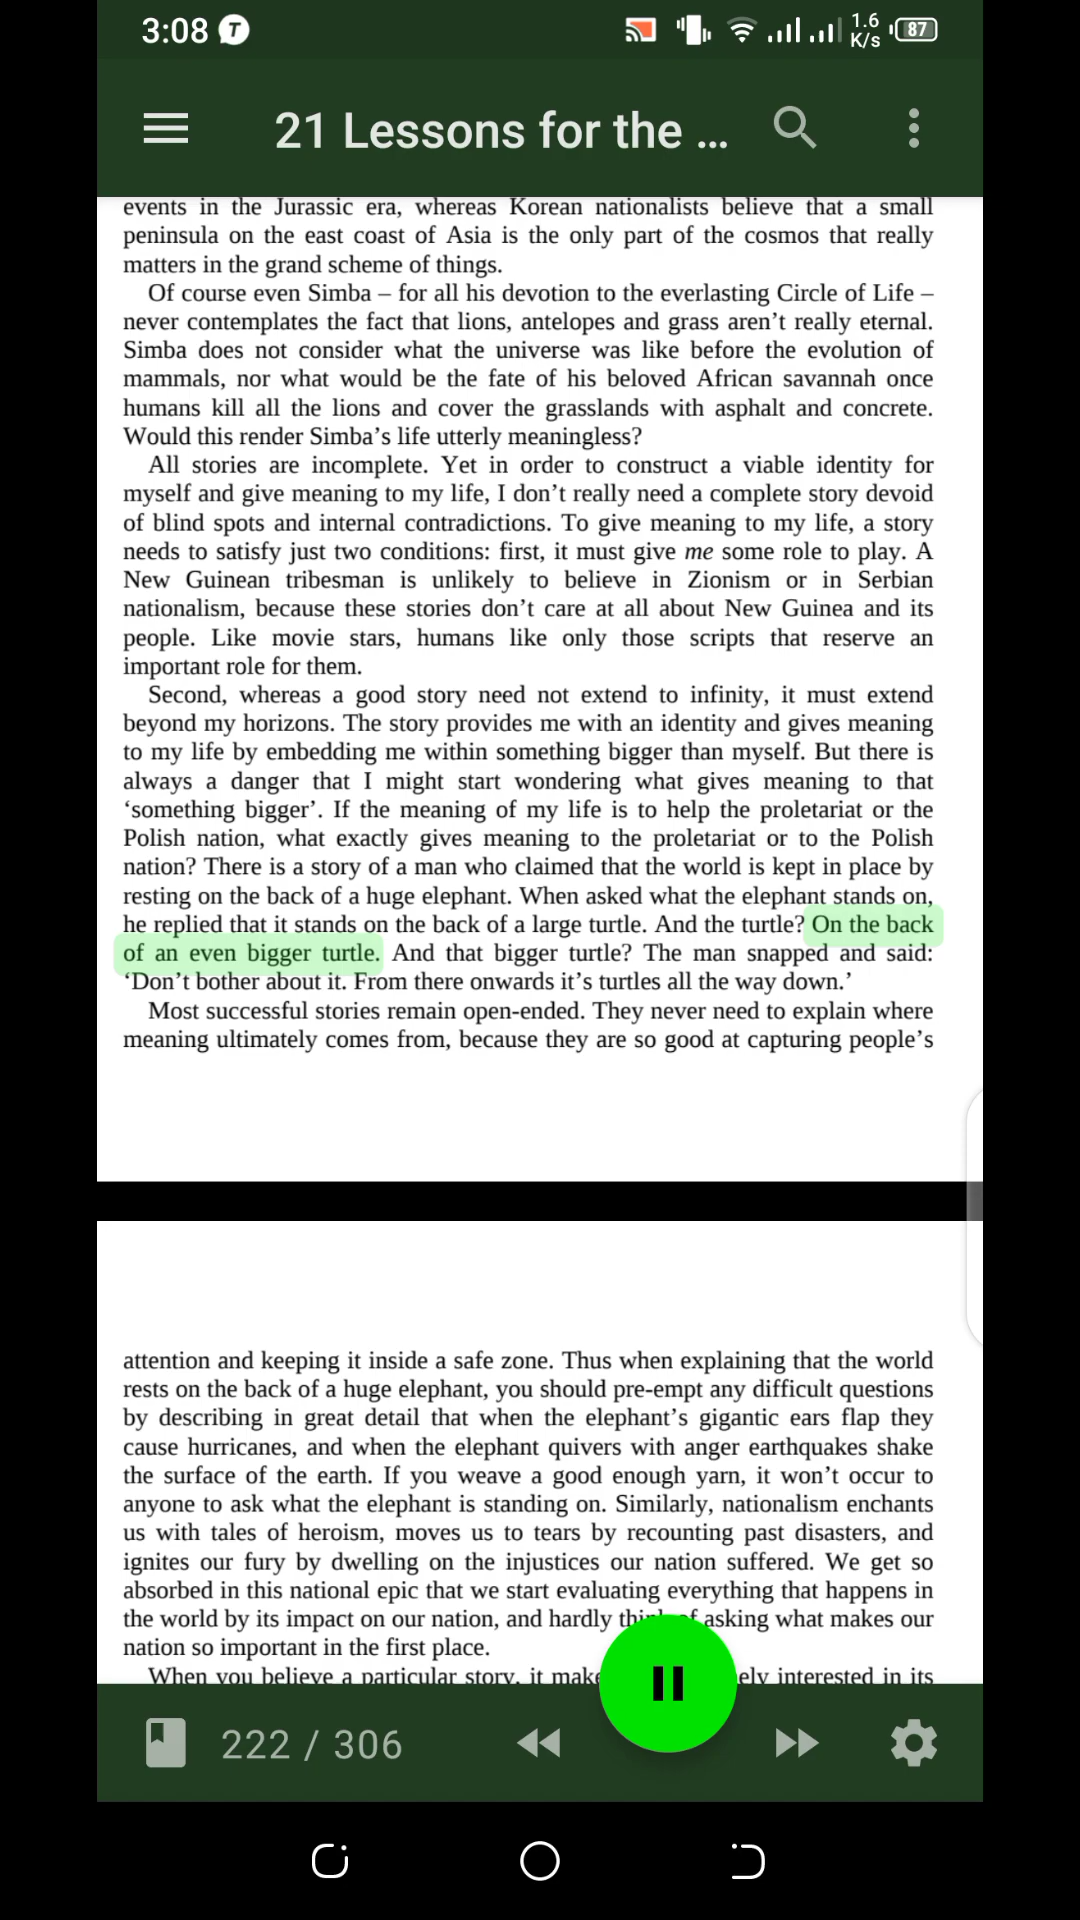 3:08
1.6
K/s
87
21 Lessons for the ...
events in the Jurassic era, whereas Korean nationalists believe that a small
peninsula on the east coast of Asia is the only part of the cosmos that really
matters in the grand scheme of things.
Of course even Simba – for all his devotion to the everlasting Circle of Life –
never contemplates the fact that lions, antelopes and grass aren’t really eternal.
Simba does not consider what the universe was like before the evolution of
mammals, nor what would be the fate of his beloved African savannah once
humans kill all the lions and cover the grasslands with asphalt and concrete.
Would this render Simba’s life utterly meaningless?
All stories are incomplete. Yet in order to construct a viable identity for
myself and give meaning to my life, I don’t really need a complete story devoid
of blind spots and internal contradictions. To give meaning to my life, a story
needs to satisfy just two conditions: first, it must give me some role to play. A
New Guinean tribesman is unlikely to believe in Zionism or in Serbian
nationalism, because these stories don’t care at all about New Guinea and its
people. Like movie stars, humans like only those scripts that reserve an
important role for them.
Second, whereas a good story need not extend to infinity, it must extend
beyond my horizons. The story provides me with an identity and gives meaning
to my life by embedding me within something bigger than myself. But there is
always a danger that I might start wondering what gives meaning to that
‘something bigger’. If the meaning of my life is to help the proletariat or the
Polish nation, what exactly gives meaning to the proletariat or to the Polish
nation? There is a story of a man who claimed that the world is kept in place by
resting on the back of a huge elephant. When asked what the elephant stands on,
he replied that it stands on the back of a large turtle. And the turtle? On the back
of an even bigger turtle. And that bigger turtle? The man snapped and said:
‘Don’t bother about it. From there onwards it’s turtles all the way down.’
Most successful stories remain open-ended. They never need to explain where
meaning ultimately comes from, because they are so good at capturing people’s
attention and keeping it inside a safe zone. Thus when explaining that the world
rests on the back of a huge elephant, you should pre-empt any difficult questions
by describing in great detail that when the elephant’s gigantic ears flap they
cause hurricanes, and when the elephant quivers with anger earthquakes shake
the surface of the earth. If you weave a good enough yarn, it won’t occur to
anyone to ask what the elephant is standing on. Similarly, nationalism enchants
us with tales of heroism, moves us to tears by recounting past disasters, and
ignites our fury by dwelling on the injustices our nation suffered. We get so
absorbed in this national epic that we start evaluating everything that happens in
the world by its impact on our nation, and hardly think of asking what makes our
nation so important in the first place.
When you believe a particular story, it make ely interested in its
222 / 306